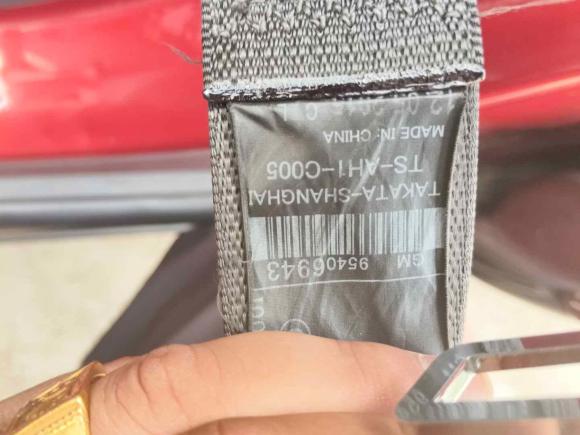 GM 95406943
TAKATA-SHANGHAI
TS-AH1-C005
MADE IN: CHINA